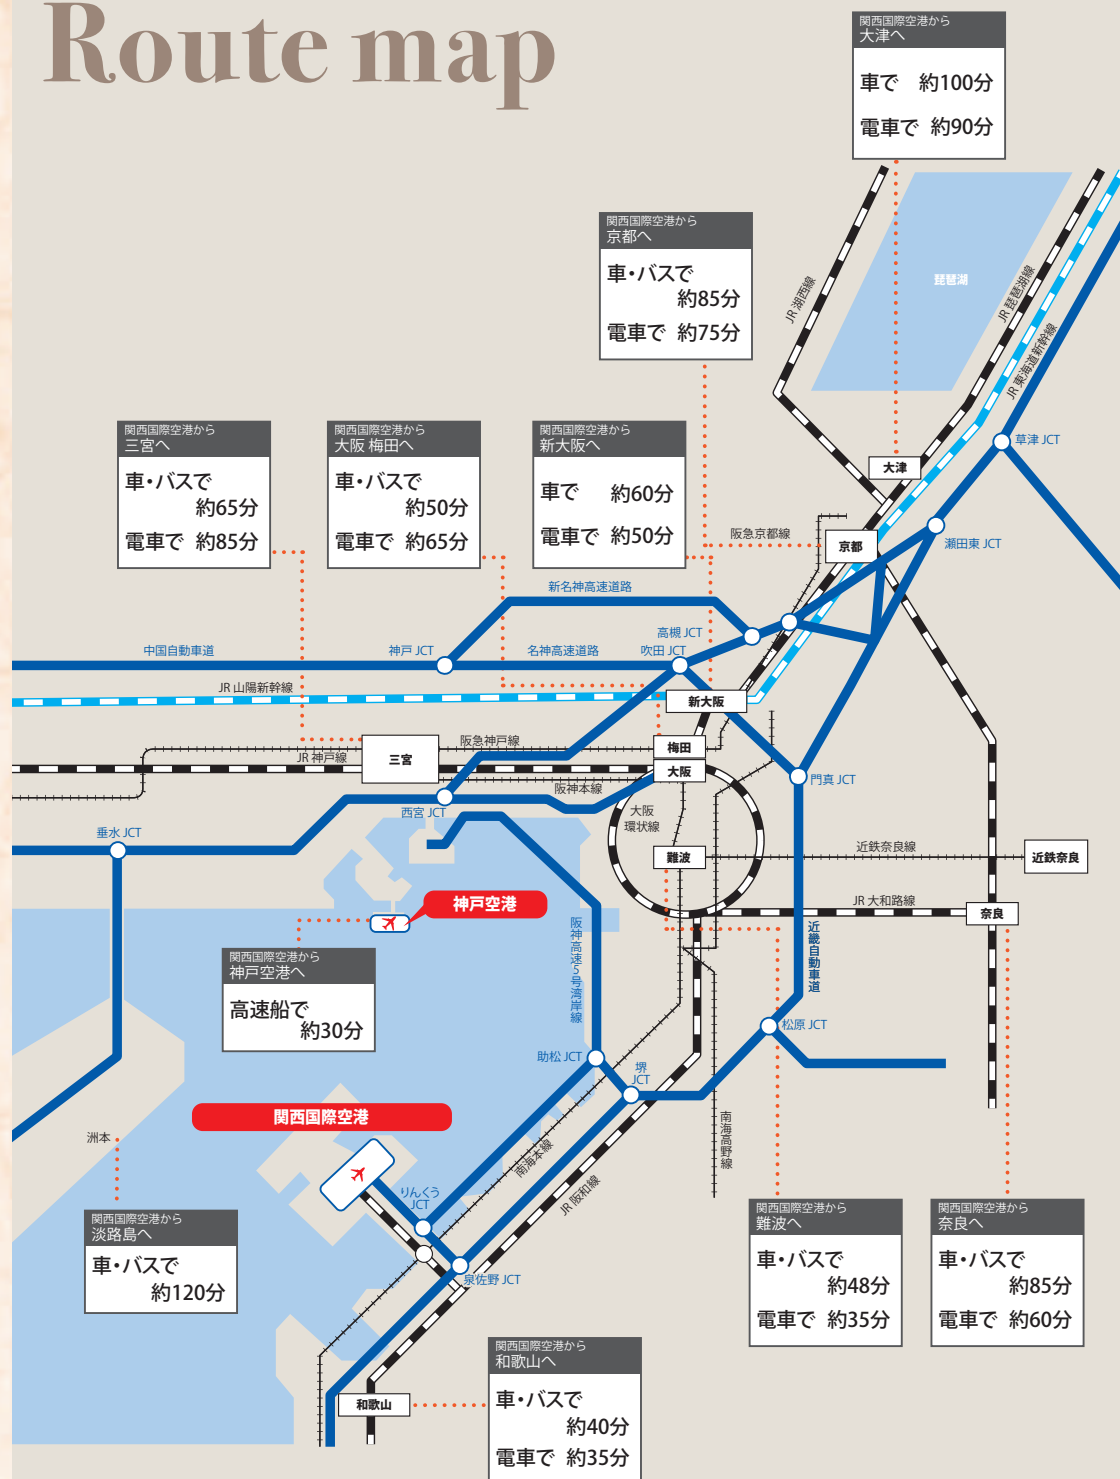 Route map
関西国際空港から
大津へ
車で 約100分
電車で 約90分
関西国際空港から
京都へ
車・バスで
約85分
電車で 約75分
琵琶湖
JR 湖西線
JR 琵琶湖線
JR 東海道新幹線
関西国際空港から
三宮へ
車・バスで
約65分
電車で 約85分
関西国際空港から
大阪 梅田へ
車・バスで
約50分
電車で 約65分
関西国際空港から
新大阪へ
車で 約60分
電車で 約50分
大津
草津 JCT
阪急京都線
京都
瀬田東 JCT
新名神高速道路
高槻 JCT
中国自動車道
神戸 JCT
名神高速道路
吹田 JCT
JR 山陽新幹線
新大阪
阪急神戸線
梅田
JR 神戸線
三宮
大阪
門真 JCT
阪神本線
西宮 JCT
大阪
環状線
垂水 JCT
難波
近鉄奈良線
近鉄奈良
神戸空港
JR 大和路線
奈良
阪神高速5号湾岸線
近畿自動車道
関西国際空港から
神戸空港へ
高速船で
約30分
松原 JCT
助松 JCT
堺
JCT
関西国際空港
洲本
南海本線
南海高野線
りんくう
JCT
JR 阪和線
関西国際空港から
淡路島へ
車・バスで
約120分
泉佐野 JCT
関西国際空港から
難波へ
車・バスで
約48分
電車で 約35分
関西国際空港から
奈良へ
車・バスで
約85分
電車で 約60分
和歌山
関西国際空港から
和歌山へ
車・バスで
約40分
電車で 約35分